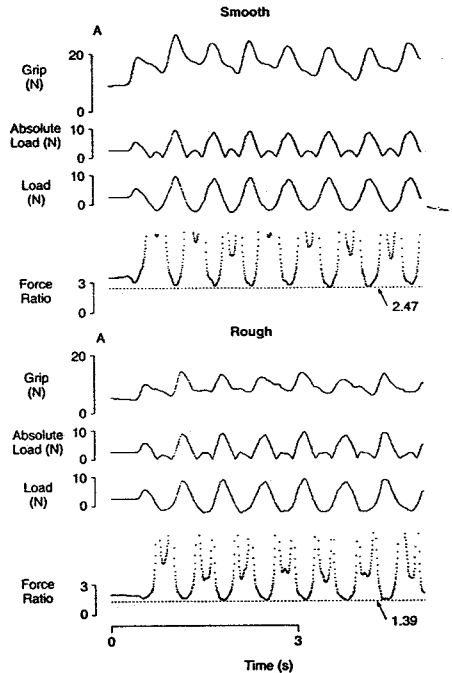 Smooth
A
20
Grip
(N)
0
Absolute
Load (N)
10
0
Load
(N)
10
0
Force
Ratio
3
0
2.47
A
Rough
20
Grip
(N)
0
Absolute
Load (N)
10
0
Load
(N)
10
0
Force
Ratio
3
0
1.39
0
3
Time (s)